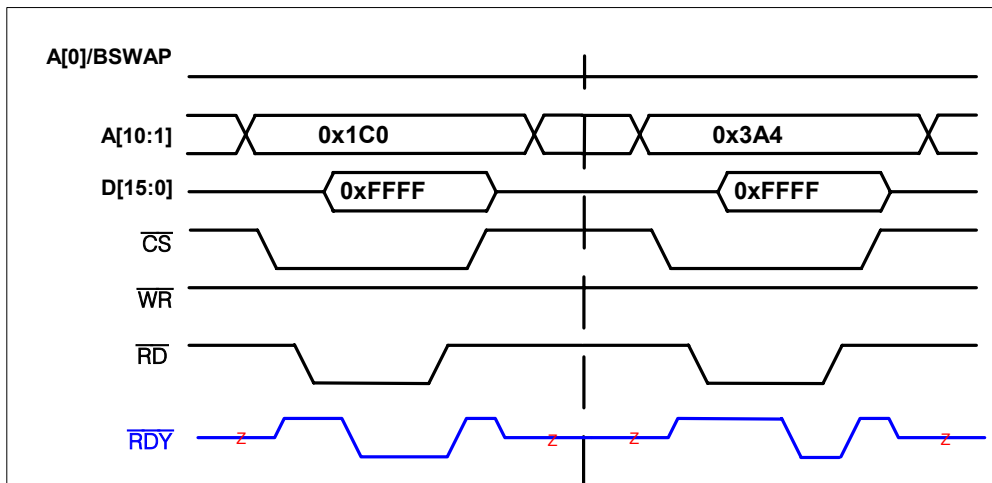 A[0]/BSWAP
A[10:1] 0x1C0 0x3A4
D[15:0] 0xFFFF 0xFFFF
CS
WR
RD
RDY Z Z Z Z